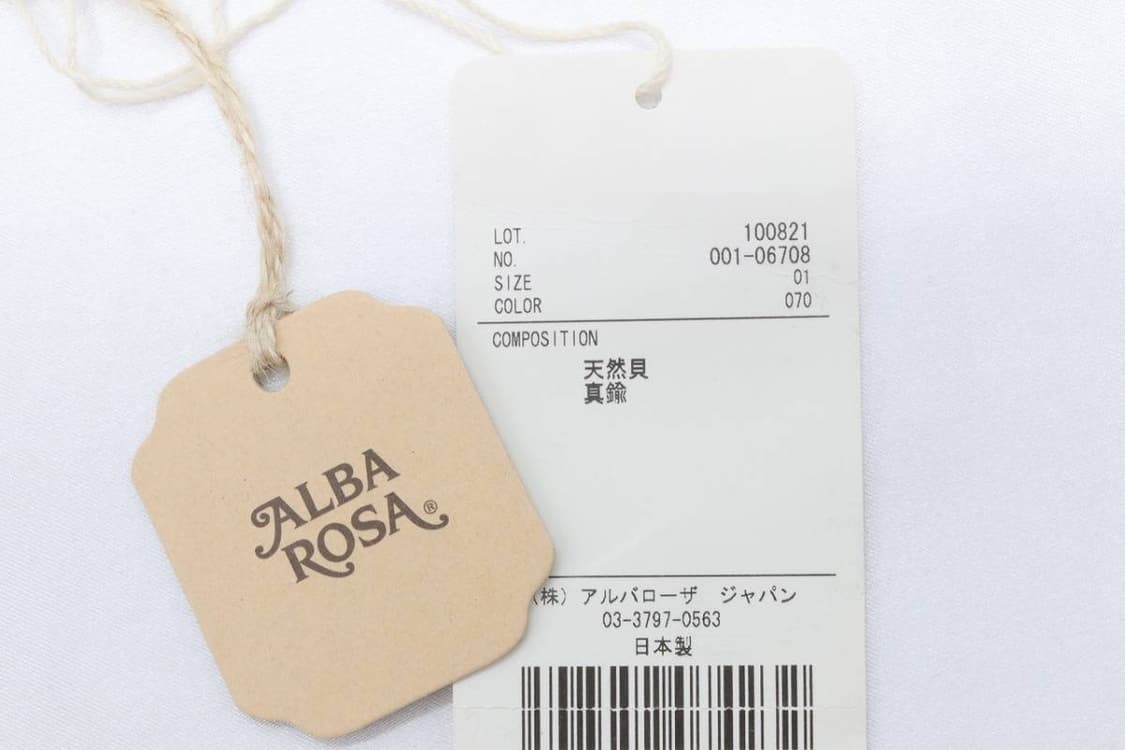 ALBA
ROSA®
LOT. 100821
NO. 001-06708
SIZE 01
COLOR 070
COMPOSITION
天然貝
真鍮
(株) アルバローザ ジャパン
03-3797-0563
日本製